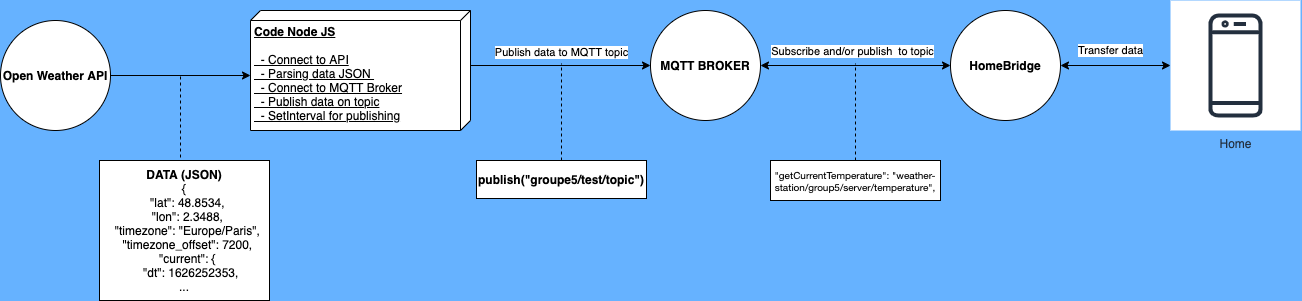 Open Weather API
Code Node JS
- Connect to API
- Parsing data JSON
- Connect to MQTT Broker
- Publish data on topic
- SetInterval for publishing
Publish data to MQTT topic
MQTT BROKER
Subscribe and/or publish to topic
HomeBridge
Transfer data
Home
DATA (JSON)
{
"lat": 48.8534,
"lon": 2.3488,
"timezone": "Europe/Paris",
"timezone_offset": 7200,
"current": {
"dt": 1626252353,
...
publish("groupe5/test/topic")
"getCurrentTemperature": "weather-
station/group5/server/temperature",